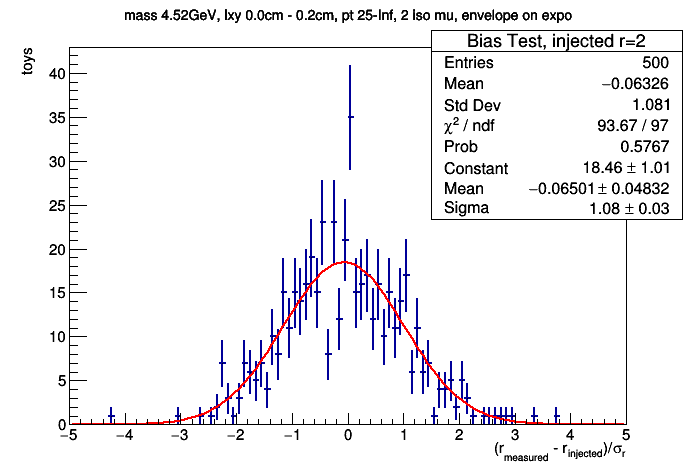 mass 4.52GeV, lxy 0.0cm - 0.2cm, pt 25-Inf, 2 Iso mu, envelope on expo
Bias Test, injected r=2
Entries 500
Mean −0.06326
Std Dev 1.081
χ² / ndf 93.67 / 97
Prob 0.5767
Constant 18.46 ± 1.01
Mean −0.06501 ± 0.04832
Sigma 1.08 ± 0.03
toys
40
35
30
25
20
15
10
5
0
−5 −4 −3 −2 −1 0 1 2 3 4 5
(r_measured - r_injected)/σ_r